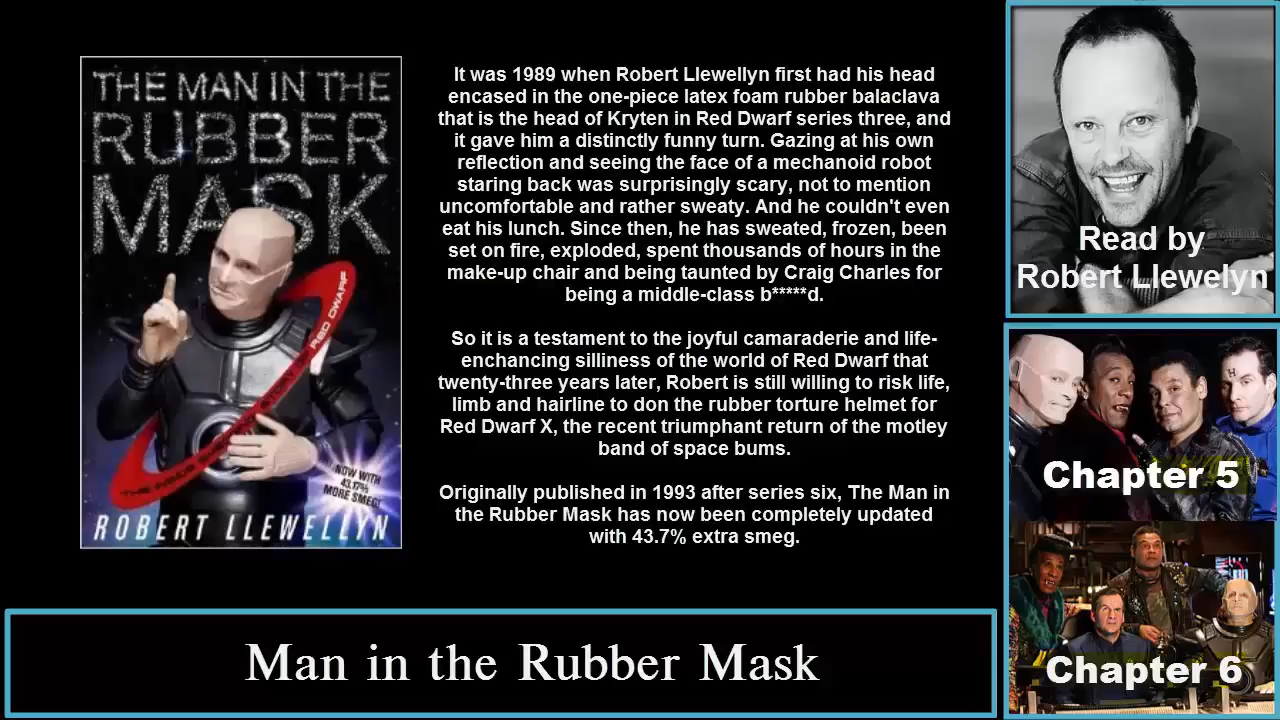 THE MAN IN THE
RUBBER
MASK
THE INSIDE STORY OF RED DWARF
NOW WITH
43.7%
MORE SMEG!
ROBERT LLEWELLYN
It was 1989 when Robert Llewellyn first had his head
encased in the one-piece latex foam rubber balaclava
that is the head of Kryten in Red Dwarf series three, and
it gave him a distinctly funny turn. Gazing at his own
reflection and seeing the face of a mechanoid robot
staring back was surprisingly scary, not to mention
uncomfortable and rather sweaty. And he couldn't even
eat his lunch. Since then, he has sweated, frozen, been
set on fire, exploded, spent thousands of hours in the
make-up chair and being taunted by Craig Charles for
being a middle-class b*****d.
So it is a testament to the joyful camaraderie and life-
enchancing silliness of the world of Red Dwarf that
twenty-three years later, Robert is still willing to risk life,
limb and hairline to don the rubber torture helmet for
Red Dwarf X, the recent triumphant return of the motley
band of space bums.
Originally published in 1993 after series six, The Man in
the Rubber Mask has now been completely updated
with 43.7% extra smeg.
Read by
Robert Llewelyn
H
Chapter 5
Chapter 6
Man in the Rubber Mask